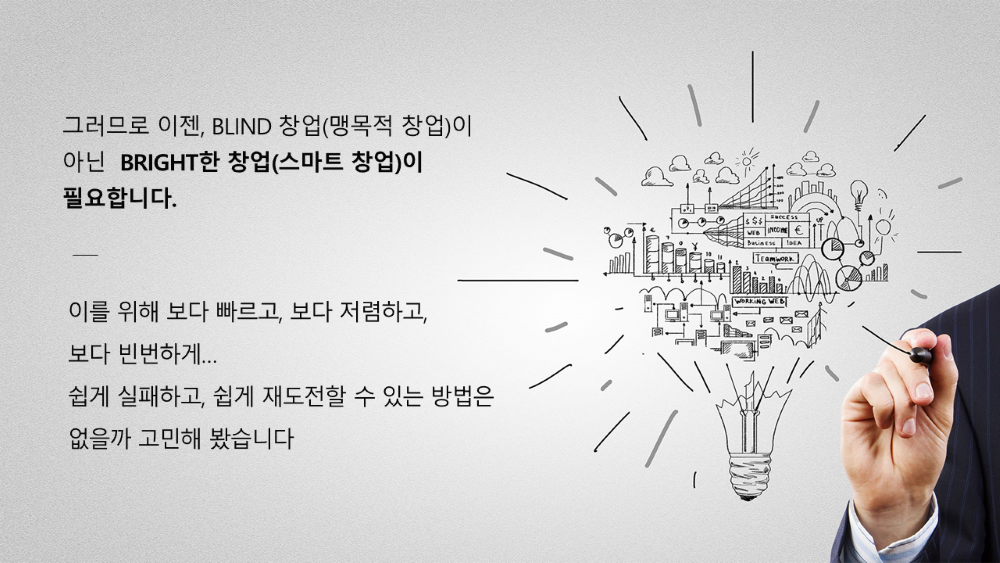 그러므로 이젠, BLIND 창업(맹목적 창업)이
아닌 BRIGHT한 창업(스마트 창업)이
필요합니다.
이를 위해 보다 빠르고, 보다 저렴하고,
보다 빈번하게...
쉽게 실패하고, 쉽게 재도전할 수 있는 방법은
없을까 고민해 봤습니다
$$$ SUCCESS
WEB INCOME €
Business IDEA
UP
Teamwork
WORKING WEB